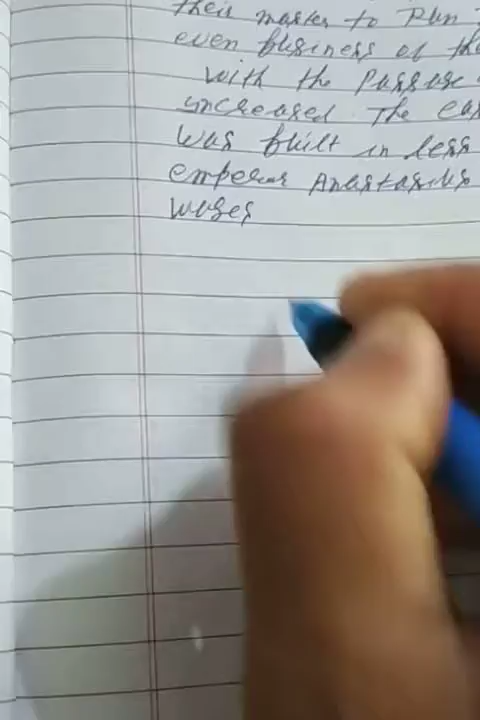 their master to run
even business of the
with the passage
increased. The
was built in less
emperor Anastasius
wages